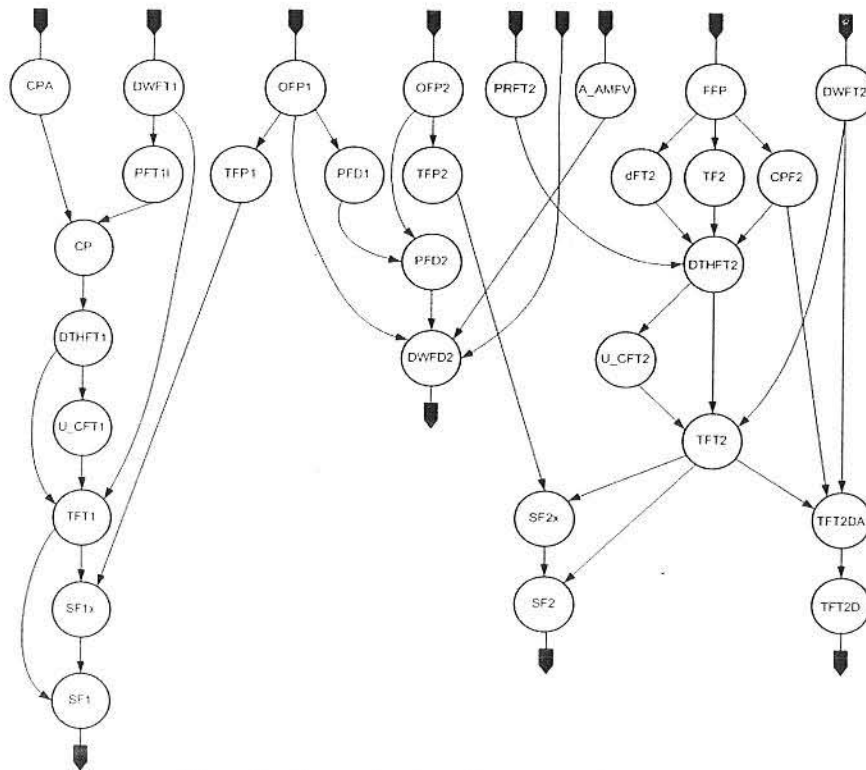 CPA
DWFT1
OFP1
OFP2
PRFT2
A_AMFV
FFP
DWFT2
PFT1I
TFP1
PFD1
TFP2
dFT2
TF2
CPF2
CP
PFD2
DTHFT2
DTHFT1
DWFD2
U_CFT2
U_CFT1
TFT2
TFT1
SF2x
TFT2DA
SF1x
SF2
TFT2D
SF1